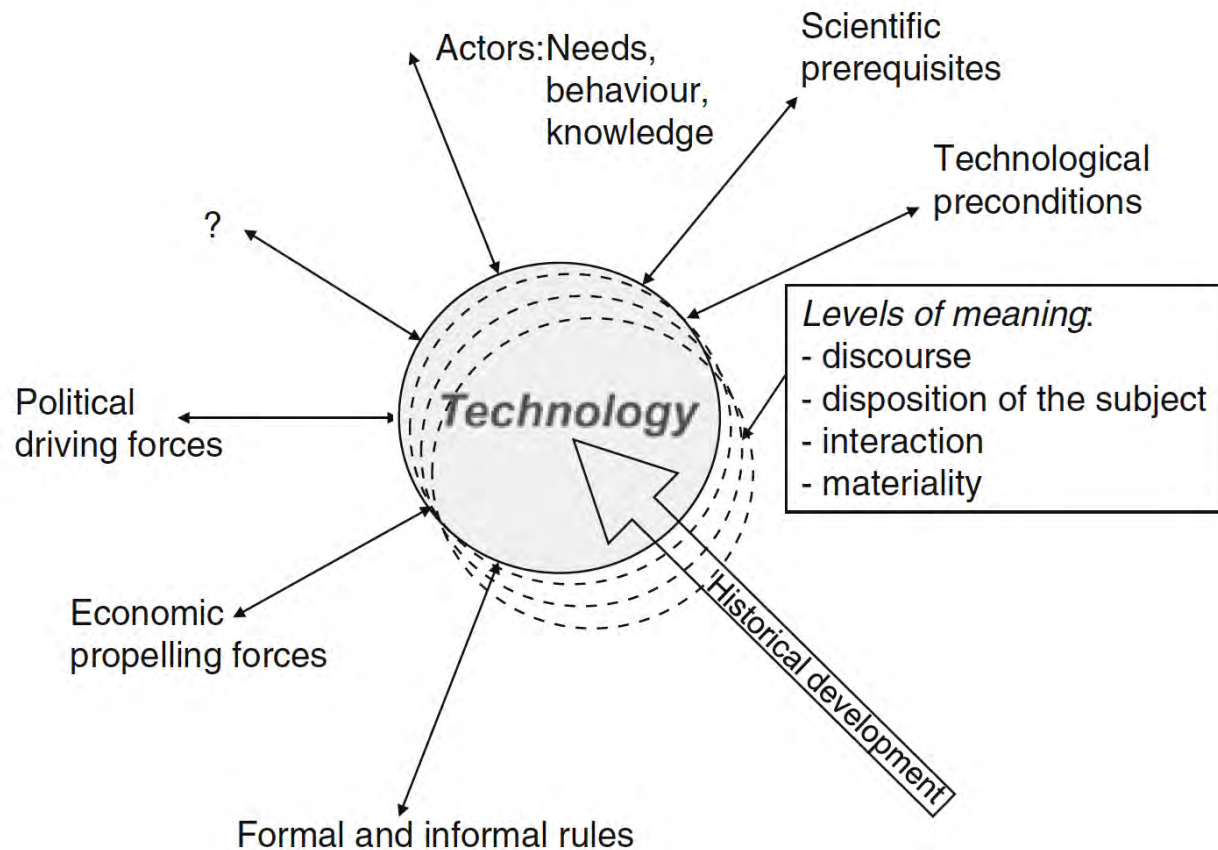 Actors:Needs,
behaviour,
knowledge
Scientific
prerequisites
Technological
preconditions
?
Levels of meaning:
- discourse
- disposition of the subject
- interaction
- materiality
Technology
Political
driving forces
'Historical development
Economic
propelling forces
Formal and informal rules